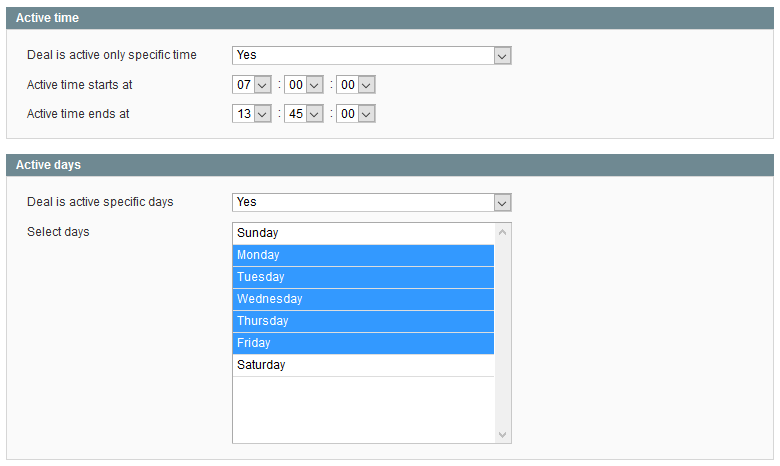 Active time
Deal is active only specific time Yes
Active time starts at 07 : 00 : 00
Active time ends at 13 : 45 : 00
Active days
Deal is active specific days Yes
Select days Sunday
Monday
Tuesday
Wednesday
Thursday
Friday
Saturday